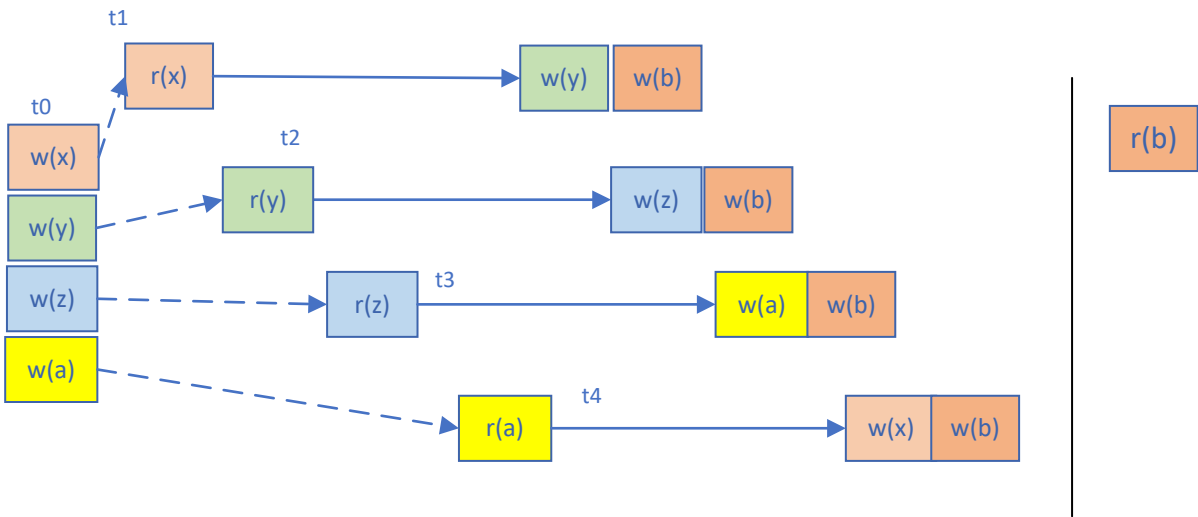 t1
r(x)
w(y) w(b)
t0
w(x)
r(b)
t2
r(y)
w(z) w(b)
w(y)
t3
w(z)
r(z)
w(a) w(b)
w(a)
t4
r(a)
w(x) w(b)